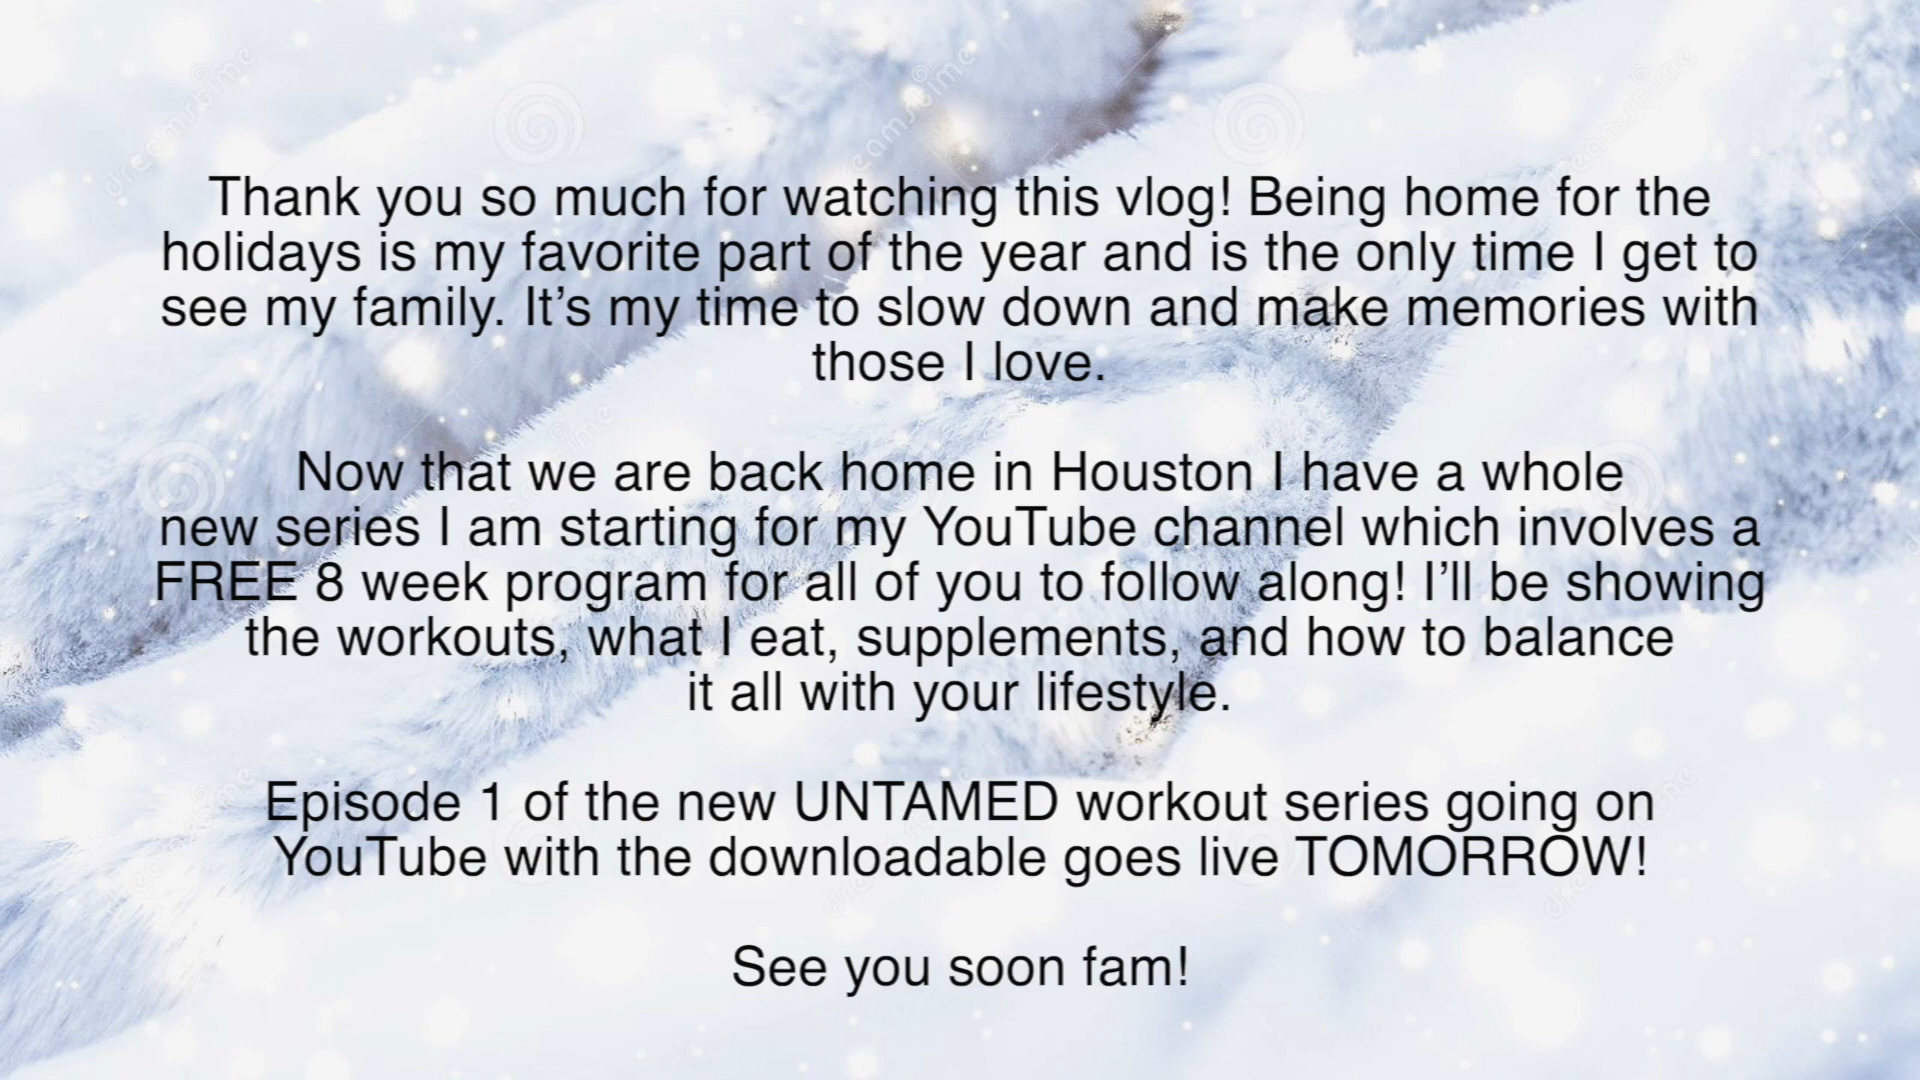 Thank you so much for watching this vlog! Being home for the
holidays is my favorite part of the year and is the only time I get to
see my family. It’s my time to slow down and make memories with
those I love.
Now that we are back home in Houston I have a whole
new series I am starting for my YouTube channel which involves a
FREE 8 week program for all of you to follow along! I’ll be showing
the workouts, what I eat, supplements, and how to balance
it all with your lifestyle.
Episode 1 of the new UNTAMED workout series going on
YouTube with the downloadable goes live TOMORROW!
See you soon fam!
dreamstime
dreamstime
dreamstime